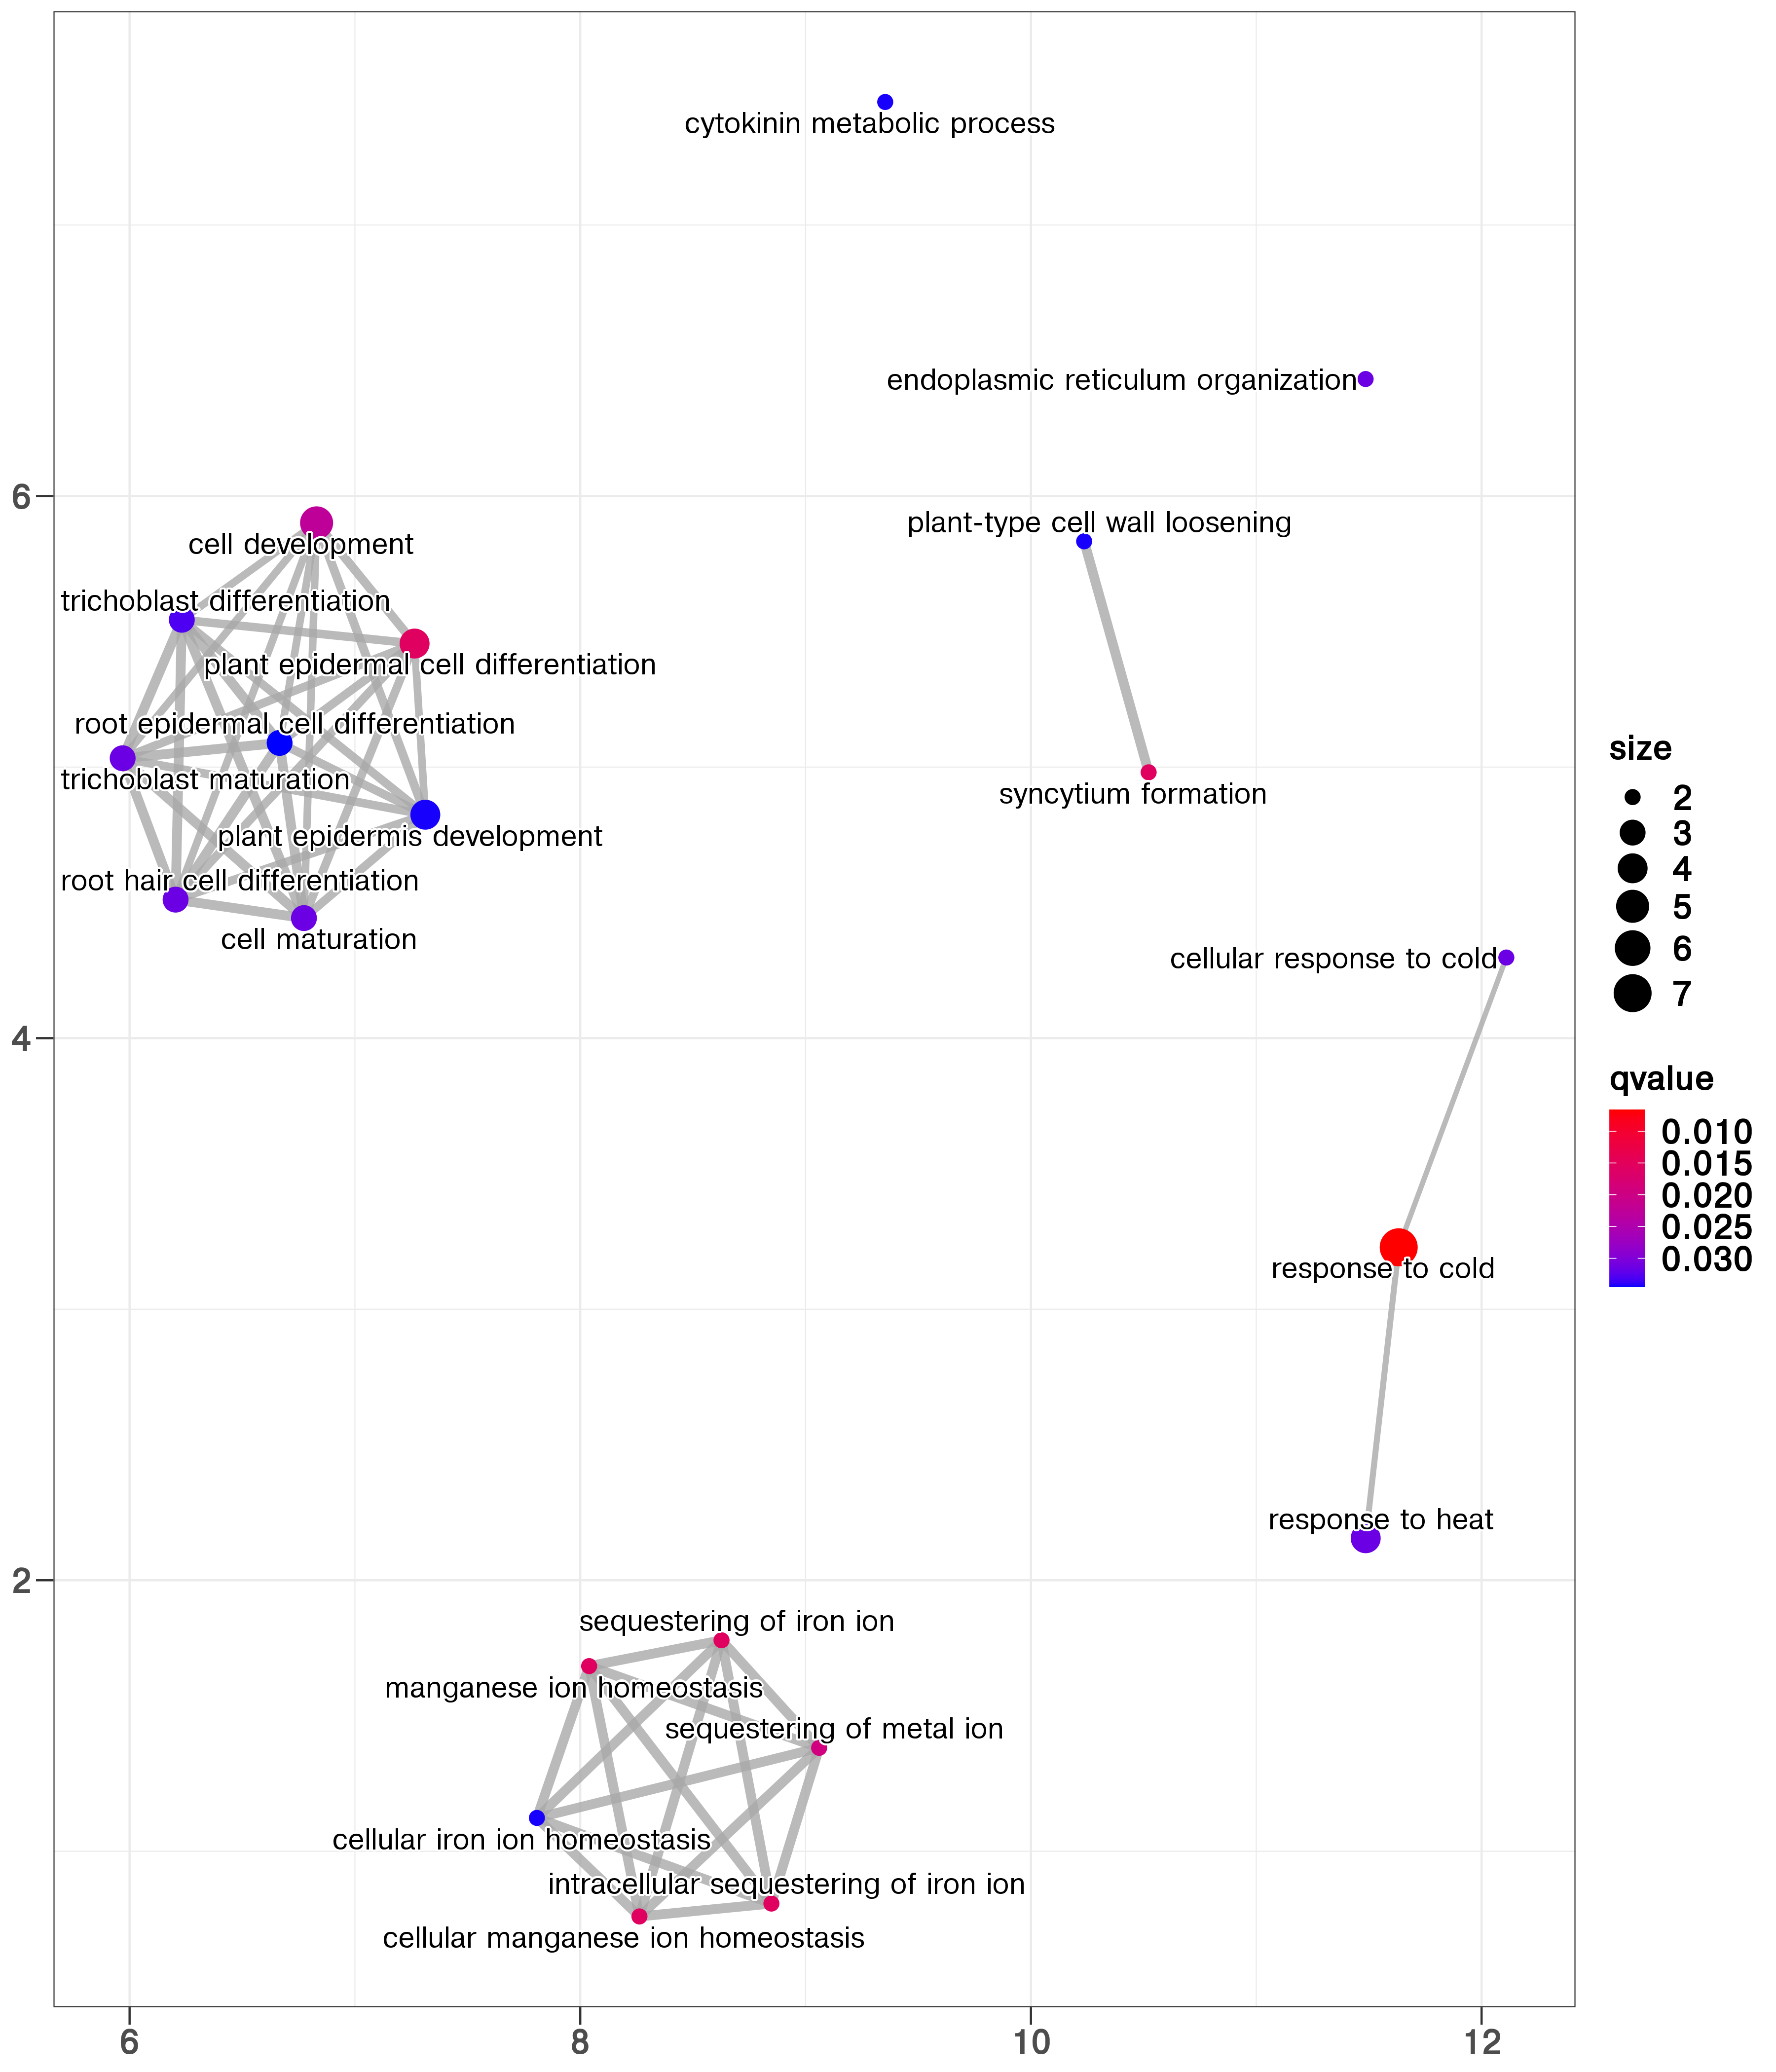 cytokinin metabolic process
endoplasmic reticulum organization
6
plant-type cell wall loosening
cell development
trichoblast differentiation
plant epidermal cell differentiation
root epidermal cell differentiation
trichoblast maturation
syncytium formation
plant epidermis development
root hair cell differentiation
cell maturation
cellular response to cold
4
response to cold
response to heat
2
sequestering of iron ion
manganese ion homeostasis
sequestering of metal ion
cellular iron ion homeostasis
intracellular sequestering of iron ion
cellular manganese ion homeostasis
6 8 10 12
size
2
3
4
5
6
7
qvalue
0.010
0.015
0.020
0.025
0.030